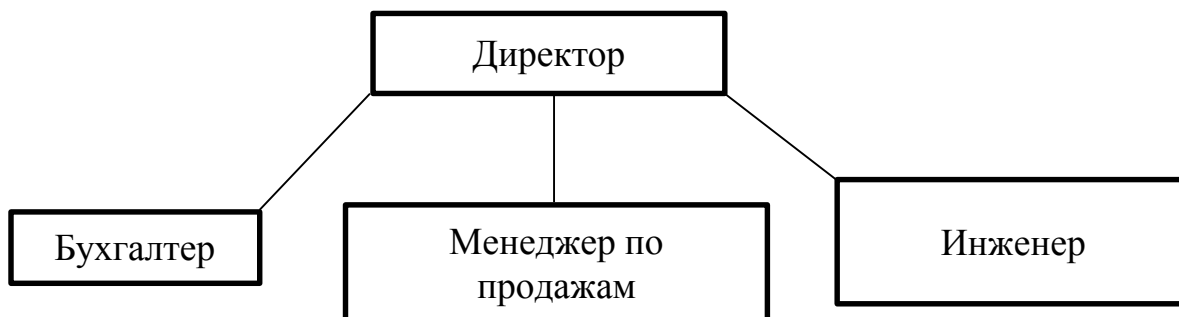 Директор
Бухгалтер
Менеджер по
продажам
Инженер